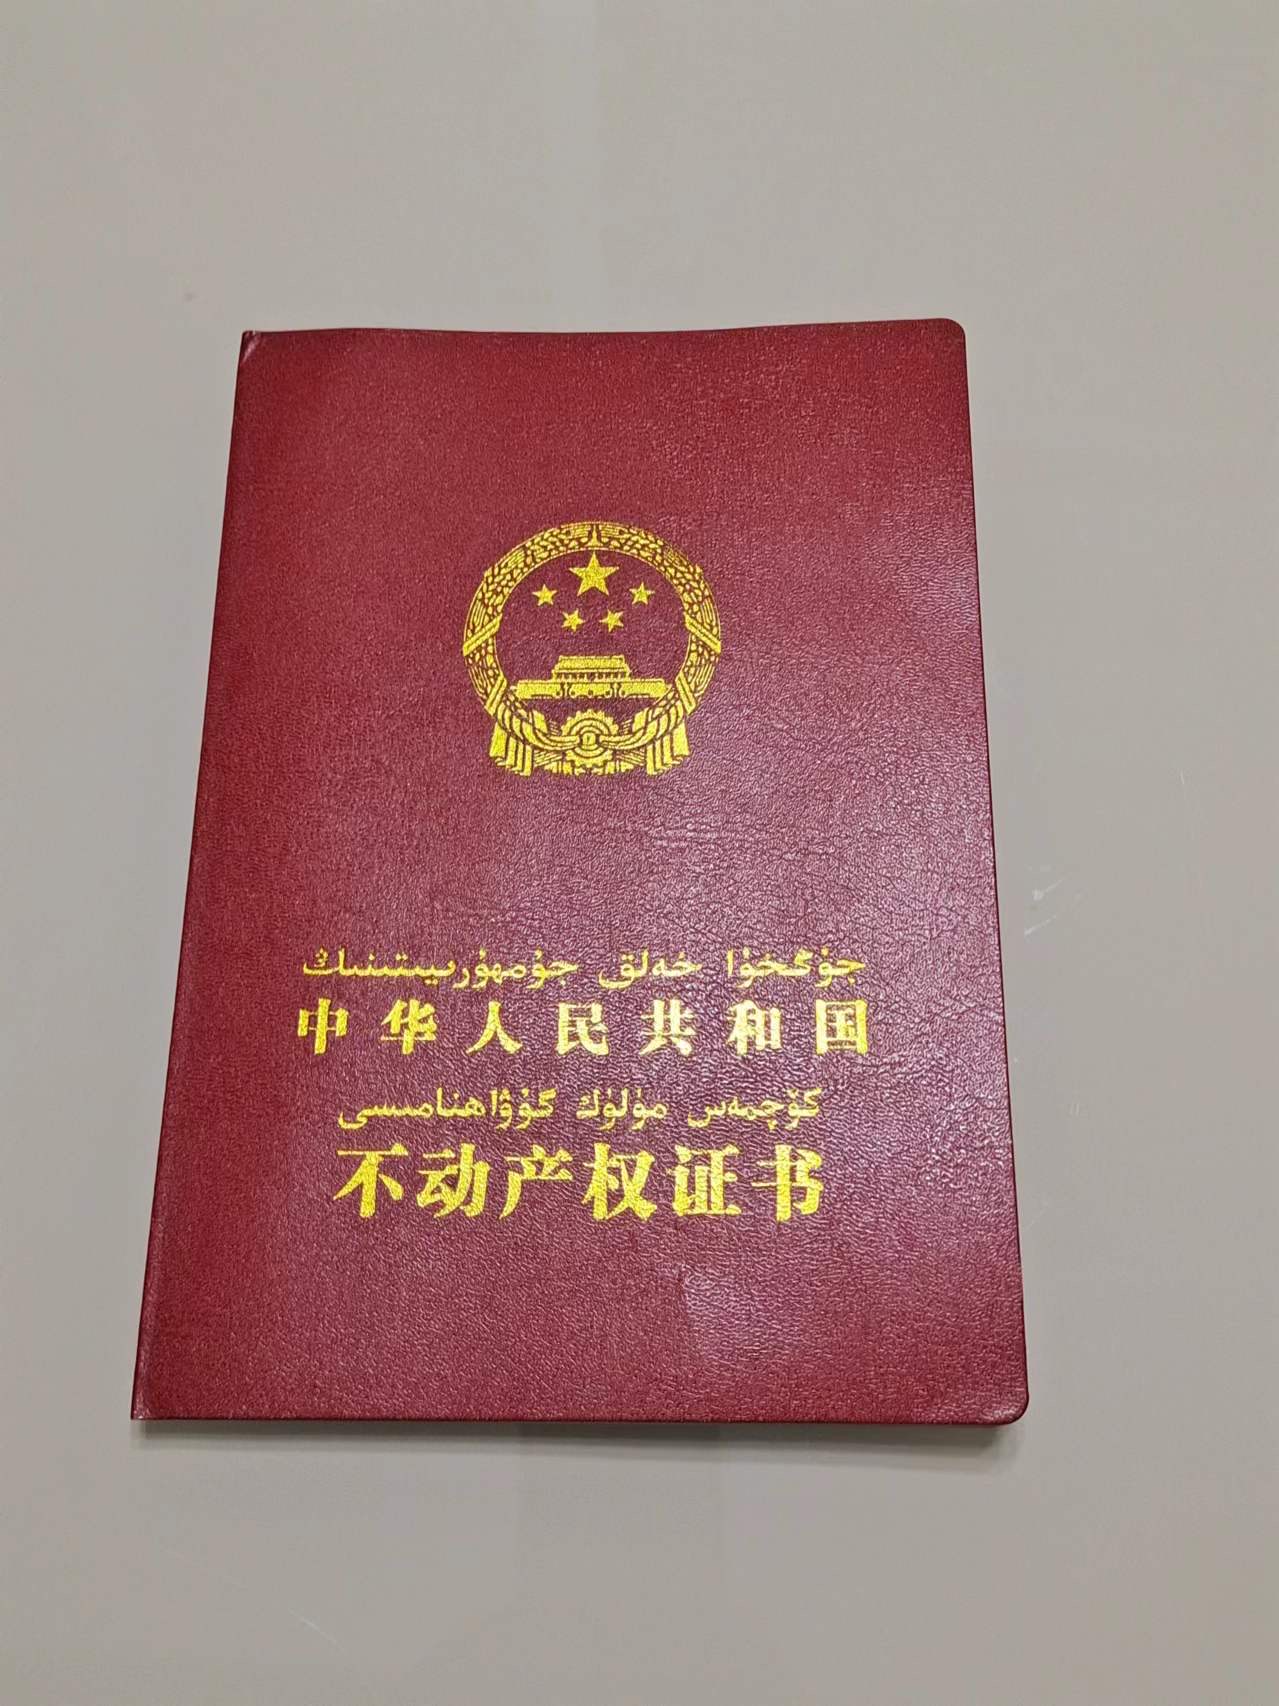 جۇڭخۇا خەلق جۇمھۇرىيىتىنىڭ
中华人民共和国
كۆچمەس مۈلۈك گۇۋاھنامىسى
不动产权证书